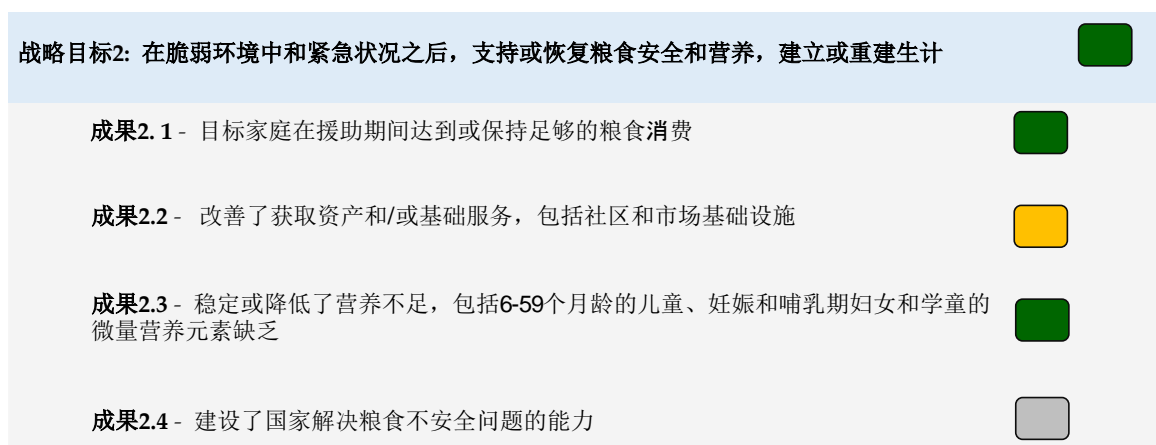 战略目标2: 在脆弱环境中和紧急状况之后，支持或恢复粮食安全和营养，建立或重建生计
成果2. 1 - 目标家庭在援助期间达到或保持足够的粮食消费
成果2.2 - 改善了获取资产和/或基础服务，包括社区和市场基础设施
成果2.3 - 稳定或降低了营养不足，包括6-59个月龄的儿童、妊娠和哺乳期妇女和学童的
微量营养元素缺乏
成果2.4 - 建设了国家解决粮食不安全问题的能力